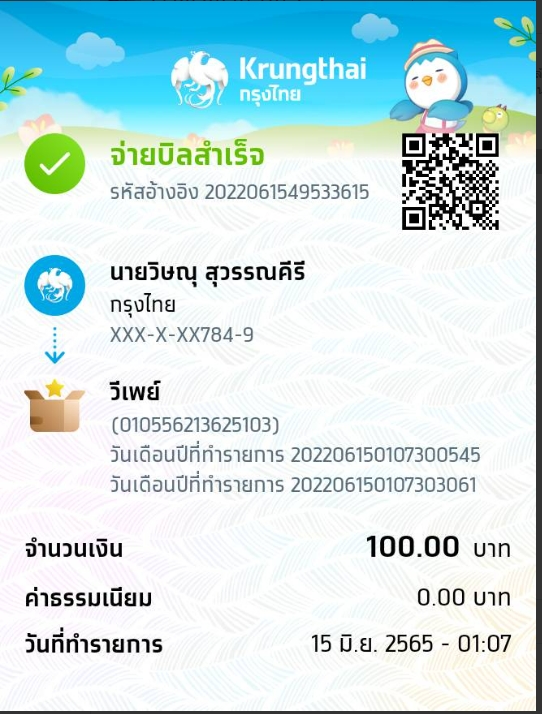 Krungthai
กรุงไทย
จ่ายบิลสำเร็จ
รหัสอ้างอิง 2022061549533615
นายวิษณุ สุวรรณคีรี
กรุงไทย
XXX-X-XX784-9
วีเพย์
(010556213625103)
วันเดือนปีที่ทำรายการ 202206150107300545
วันเดือนปีที่ทำรายการ 202206150107303061
จำนวนเงิน 100.00 บาท
ค่าธรรมเนียม 0.00 บาท
วันที่ทำรายการ 15 มิ.ย. 2565 - 01:07